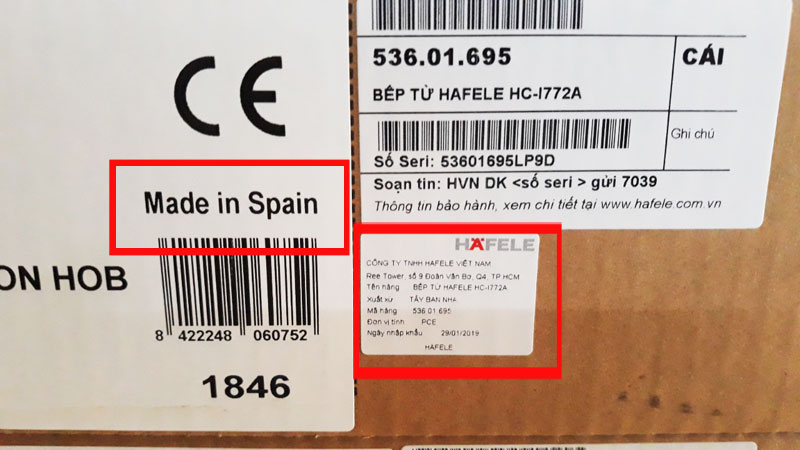 CE
Made in Spain
ON HOB
8 422248 060752
1846
536.01.695
CÁI
BẾP TỪ HAFELE HC-I772A
Ghi chú
Số Seri: 53601695LP9D
Soạn tin: HVN DK <số seri > gửi 7039
Thông tin bảo hành, xem chi tiết tại www.hafele.com.vn
HÄFELE
CÔNG TY TNHH HAFELE VIỆT NAM
Ree Tower, số 9 Đoàn Văn Bơ, Q4, TP HCM
Tên hàng BẾP TỪ HAFELE HC-I772A
Xuất xứ TÂY BAN NHA
Mã hàng 536.01.695
Đơn vị tính PCE
Ngày nhập khẩu 29/01/2019
HAFELE